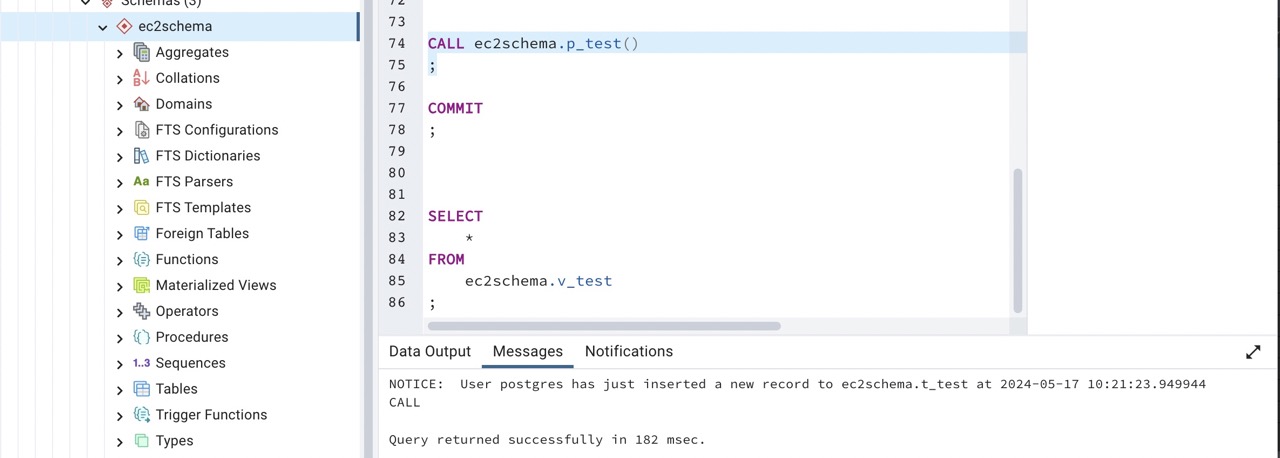 Schemas (3)
ec2schema
Aggregates
Collations
Domains
FTS Configurations
FTS Dictionaries
Aa FTS Parsers
FTS Templates
Foreign Tables
Functions
Materialized Views
Operators
Procedures
1..3 Sequences
Tables
Trigger Functions
Types
72
73
74 CALL ec2schema.p_test()
75 ;
76
77 COMMIT
78 ;
79
80
81
82 SELECT
83 *
84 FROM
85 ec2schema.v_test
86 ;
Data Output Messages Notifications
NOTICE:  User postgres has just inserted a new record to ec2schema.t_test at 2024-05-17 10:21:23.949944
CALL
Query returned successfully in 182 msec.